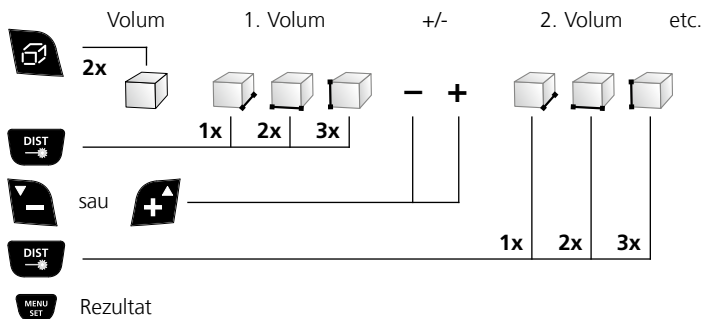 Volum 1. Volum +/- 2. Volum etc.
2x
– +
1x 2x 3x
DIST
– sau +
1x 2x 3x
DIST
MENU SET Rezultat